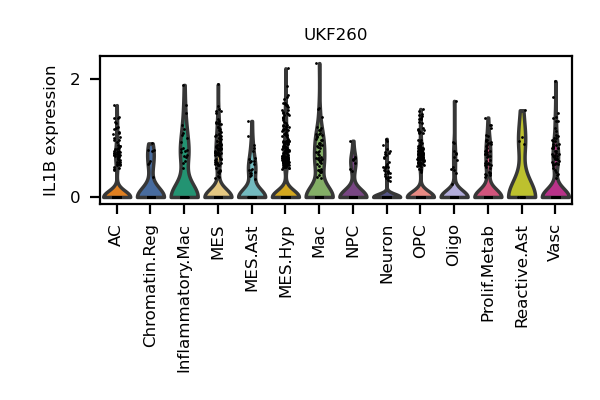 UKF260
IL1B expression
2
0
AC
Chromatin.Reg
Inflammatory.Mac
MES
MES.Ast
MES.Hyp
Mac
NPC
Neuron
OPC
Oligo
Prolif.Metab
Reactive.Ast
Vasc